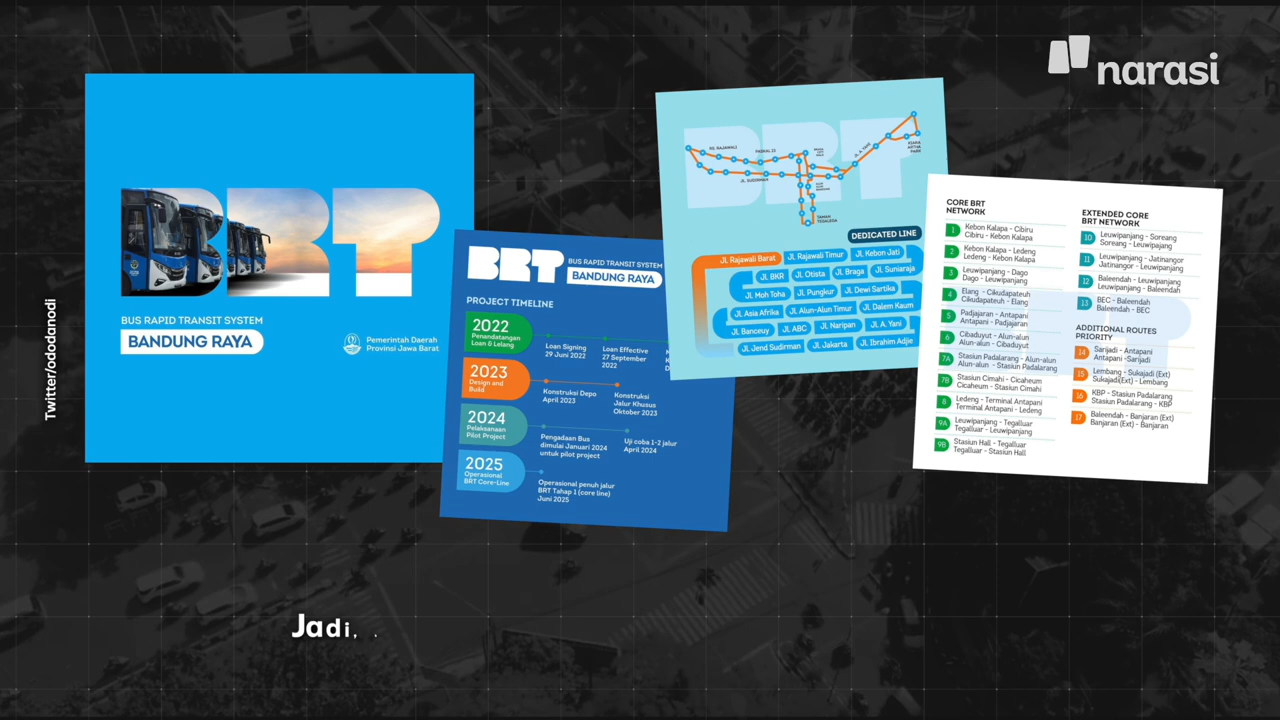 narasi
Twitter/ododanodi
BRT
BUS RAPID TRANSIT SYSTEM
BANDUNG RAYA
Pemerintah Daerah
Provinsi Jawa Barat
BRT
BUS RAPID TRANSIT SYSTEM
BANDUNG RAYA
PROJECT TIMELINE
2022
Penandatangan
Loan & Lelang
Loan Signing
29 Juni 2022
Loan Effective
27 September
2022
2023
Design and
Build
Konstruksi Depo
April 2023
Konstruksi
Jalur Khusus
Oktober 2023
2024
Pelaksanaan
Pilot Project
Pengadaan Bus
dimulai Januari 2024
untuk pilot project
Uji coba 1-2 jalur
April 2024
2025
Operasional
BRT Core-Line
Operasional penuh jalur
BRT Tahap 1 (core line)
Juni 2025
BRT
JL. SUDIRMAN
DEDICATED LINE
Jl. Rajawali Barat
Jl. Rajawali Timur
Jl. Kebon Jati
Jl. BKR
Jl. Otista
Jl. Braga
Jl. Suniaraja
Jl. Moh Toha
Jl. Pungkur
Jl. Dewi Sartika
Jl. Asia Afrika
Jl. Alun-Alun Timur
Jl. Dalem Kaum
Jl. Banceuy
Jl. ABC
Jl. Naripan
Jl. A. Yani
Jl. Jend Sudirman
Jl. Jakarta
Jl. Ibrahim Adjie
CORE BRT
NETWORK
1
Kebon Kalapa - Cibiru
Cibiru - Kebon Kalapa
2
Kebon Kalapa - Ledeng
Ledeng - Kebon Kalapa
3
Leuwipanjang - Dago
Dago - Leuwipanjang
4
Elang - Cikudapateuh
Cikudapateuh - Elang
5
Padjajaran - Antapani
Antapani - Padjajaran
6
Cibaduyut - Alun-alun
Alun-alun - Cibaduyut
7A
Stasiun Padalarang - Alun-alun
Alun-alun - Stasiun Padalarang
7B
Stasiun Cimahi - Cicaheum
Cicaheum - Stasiun Cimahi
8
Ledeng - Terminal Antapani
Terminal Antapani - Ledeng
9A
Leuwipanjang - Tegalluar
Tegalluar - Leuwipanjang
9B
Stasiun Hall - Tegalluar
Tegalluar - Stasiun Hall
EXTENDED CORE
BRT NETWORK
10
Leuwipanjang - Soreang
Soreang - Leuwipajang
11
Leuwipanjang - Jatinangor
Jatinangor - Leuwipanjang
12
Baleendah - Leuwipanjang
Leuwipanjang - Baleendah
13
BEC - Baleendah
Baleendah - BEC
ADDITIONAL ROUTES
PRIORITY
14
Sarijadi - Antapani
Antapani -Sarijadi
15
Lembang - Sukajadi (Ext)
Sukajadi(Ext) - Lembang
16
KBP - Stasiun Padalarang
Stasiun Padalarang - KBP
17
Baleendah - Banjaran (Ext)
Banjaran (Ext) - Banjaran
Jadi, .